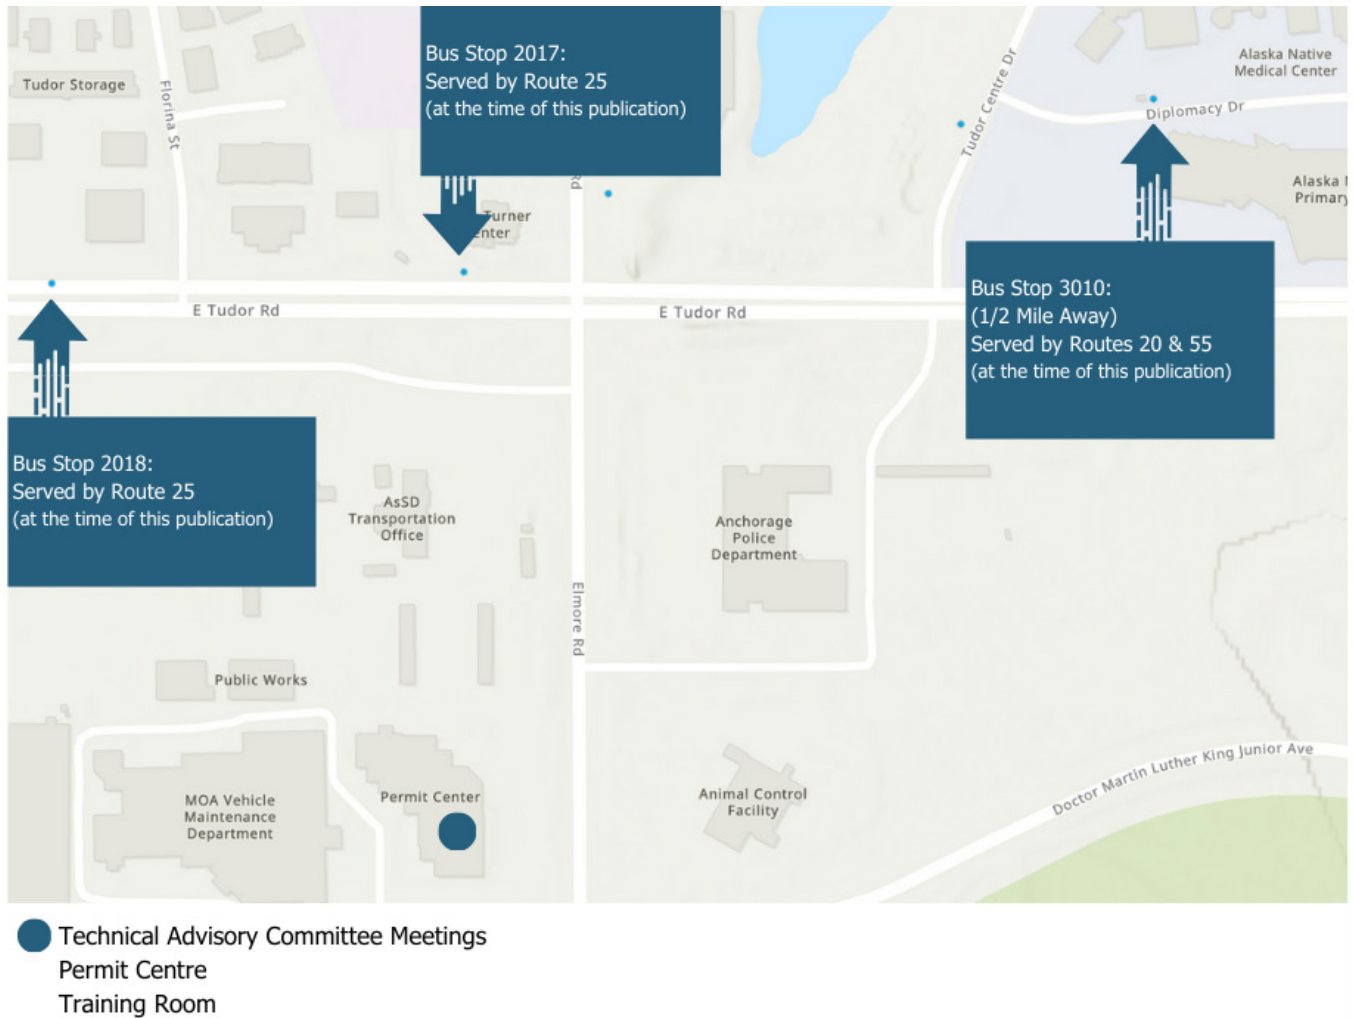 Bus Stop 2017:
Served by Route 25
(at the time of this publication)
Alaska Native
Medical Center
Tudor Storage
Florina St
Tudor Centre Dr
Diplomacy Dr
Rd
Alaska
Primary
Turner
enter
Bus Stop 3010:
(1/2 Mile Away)
Served by Routes 20 & 55
(at the time of this publication)
E Tudor Rd
E Tudor Rd
Bus Stop 2018:
Served by Route 25
(at the time of this publication)
AsSD
Transportation
Office
Anchorage
Police
Department
Elmore Rd
Public Works
MOA Vehicle
Maintenance
Department
Permit Center
Animal Control
Facility
Doctor Martin Luther King Junior Ave
Technical Advisory Committee Meetings
Permit Centre
Training Room